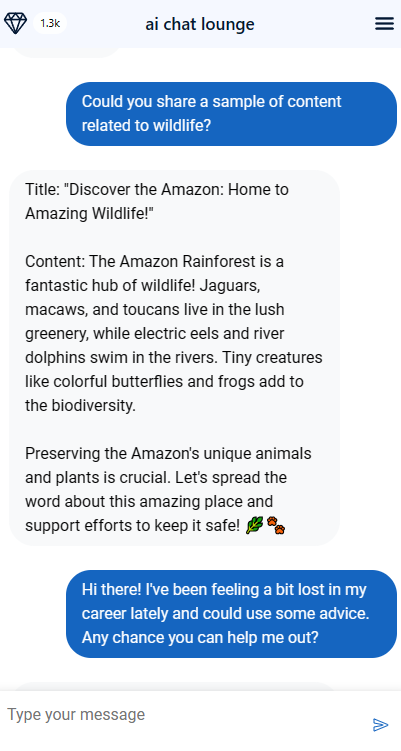 1.3k
ai chat lounge
Could you share a sample of content
related to wildlife?
Title: "Discover the Amazon: Home to
Amazing Wildlife!"
Content: The Amazon Rainforest is a
fantastic hub of wildlife! Jaguars,
macaws, and toucans live in the lush
greenery, while electric eels and river
dolphins swim in the rivers. Tiny creatures
like colorful butterflies and frogs add to
the biodiversity.
Preserving the Amazon's unique animals
and plants is crucial. Let's spread the
word about this amazing place and
support efforts to keep it safe! 🌿🐾
Hi there! I've been feeling a bit lost in my
career lately and could use some advice.
Any chance you can help me out?
Type your message